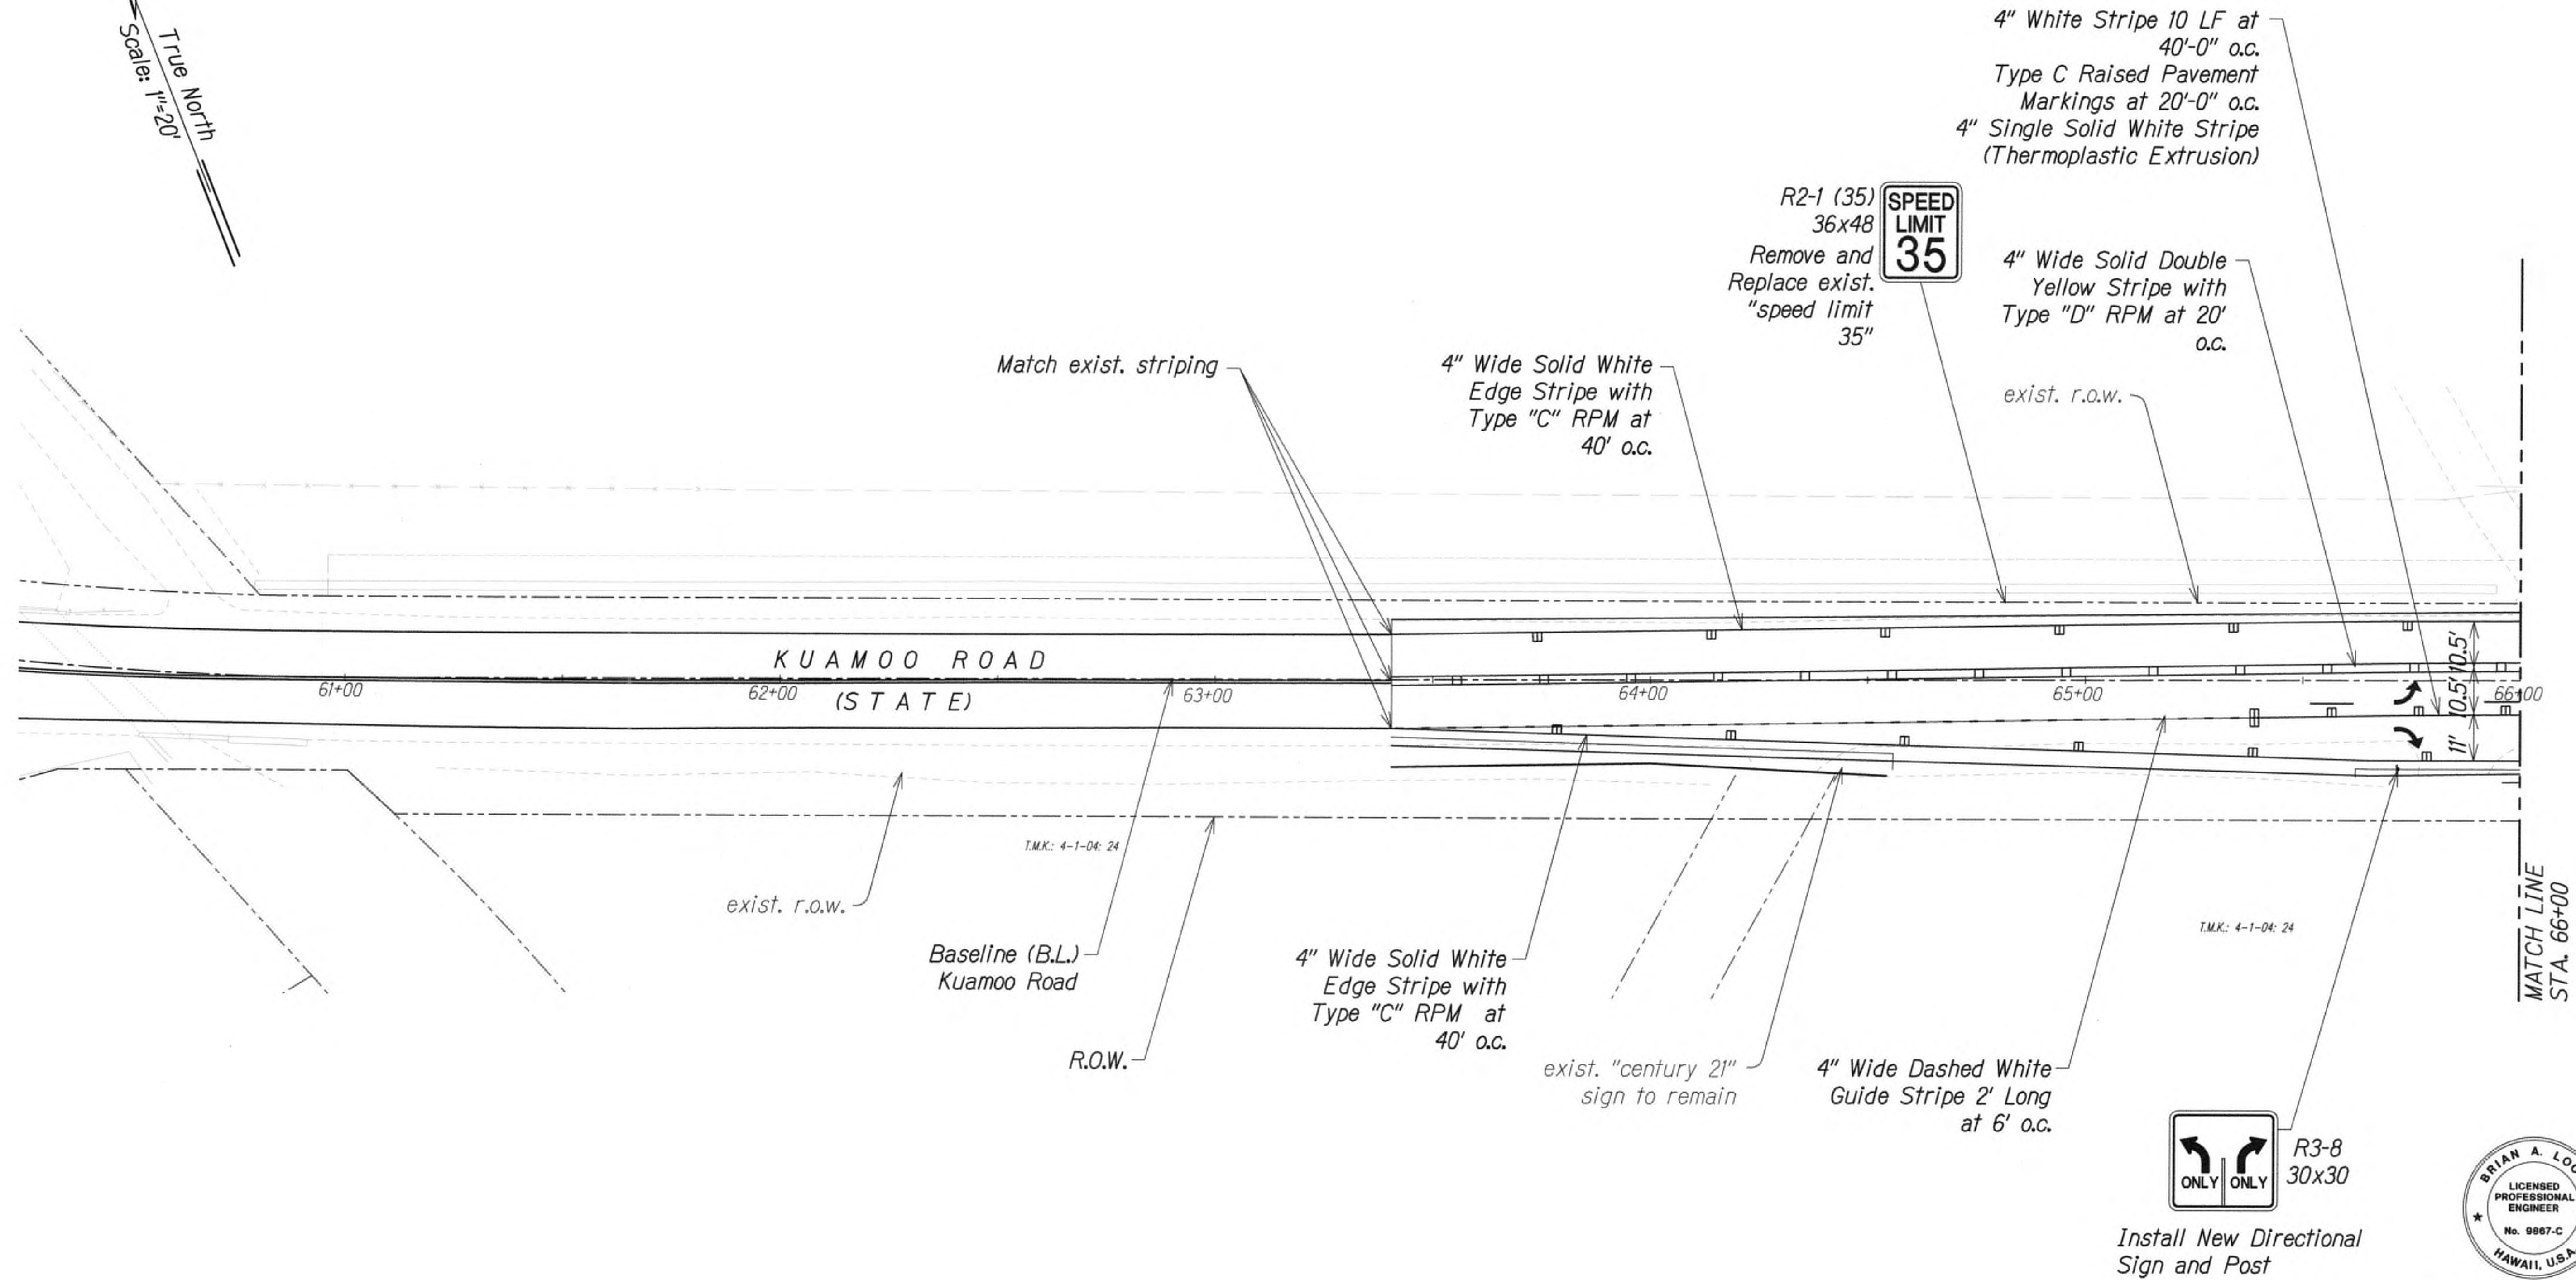 True North
Scale: 1"=20'
4" White Stripe 10 LF at
40'-0" o.c.
Type C Raised Pavement
Markings at 20'-0" o.c.
4" Single Solid White Stripe
(Thermoplastic Extrusion)
R2-1 (35)
36x48
Remove and
Replace exist.
"speed limit
35"
SPEED
LIMIT
35
4" Wide Solid Double
Yellow Stripe with
Type "D" RPM at 20'
o.c.
Match exist. striping
4" Wide Solid White
Edge Stripe with
Type "C" RPM at
40' o.c.
exist. r.o.w.
KUAMOO ROAD
(STATE)
61+00
62+00
63+00
64+00
65+00
66+00
10.5'
10.5'
11'
T.M.K.: 4-1-04: 24
exist. r.o.w.
Baseline (B.L.)
Kuamoo Road
R.O.W.
4" Wide Solid White
Edge Stripe with
Type "C" RPM at
40' o.c.
exist. "century 21"
sign to remain
4" Wide Dashed White
Guide Stripe 2' Long
at 6' o.c.
T.M.K.: 4-1-04: 24
MATCH LINE
STA. 66+00
ONLY ONLY
R3-8
30x30
Install New Directional
Sign and Post
BRIAN A.
LICENSED
PROFESSIONAL
ENGINEER
No. 9867-C
HAWAII, U.S.A.